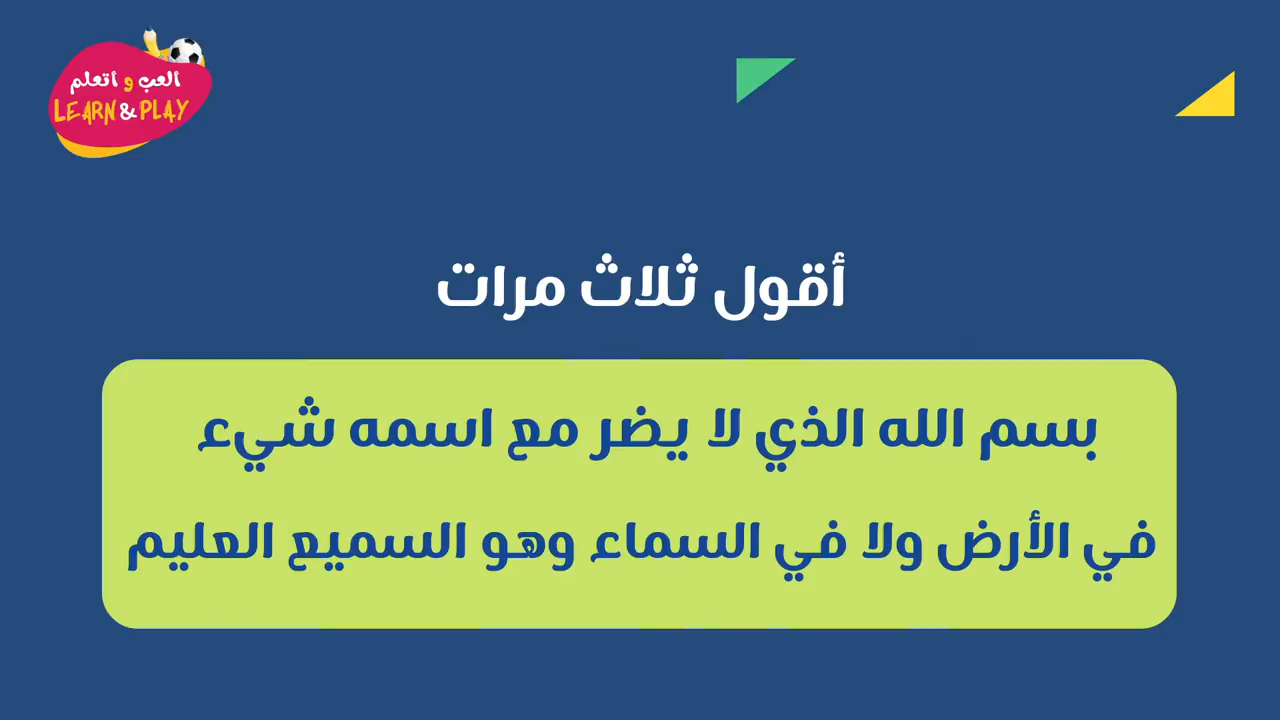 ألعب و أتعلم
LEARN & PLAY
أقول ثلاث مرات
بسم الله الذي لا يضر مع اسمه شيء
في الأرض ولا في السماء وهو السميع العليم